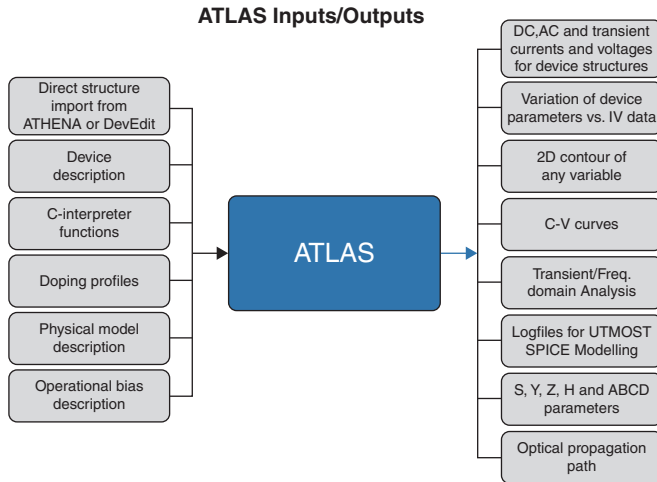 ATLAS Inputs/Outputs
Direct structure
import from
ATHENA or DevEdit
Device
description
C-interpreter
functions
Doping profiles
Physical model
description
Operational bias
description
ATLAS
DC,AC and transient
currents and voltages
for device structures
Variation of device
parameters vs. IV data
2D contour of
any variable
C-V curves
Transient/Freq.
domain Analysis
Logfiles for UTMOST
SPICE Modelling
S, Y, Z, H and ABCD
parameters
Optical propagation
path